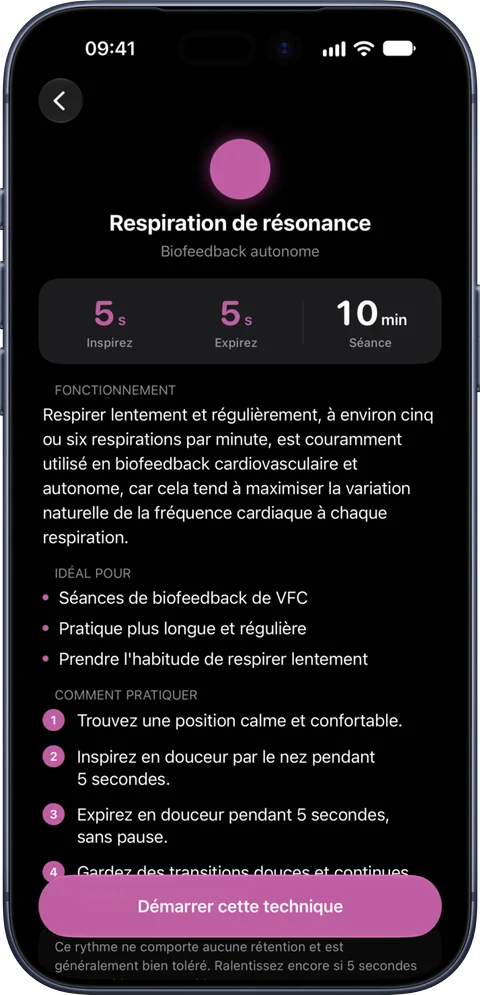 09:41
Respiration de résonance
Biofeedback autonome
5 s
Inspirez
5 s
Expirez
10 min
Séance
FONCTIONNEMENT
Respirer lentement et régulièrement, à environ cinq
ou six respirations par minute, est couramment
utilisé en biofeedback cardiovasculaire et
autonome, car cela tend à maximiser la variation
naturelle de la fréquence cardiaque à chaque
respiration.
IDÉAL POUR
• Séances de biofeedback de VFC
• Pratique plus longue et régulière
• Prendre l'habitude de respirer lentement
COMMENT PRATIQUER
1 Trouvez une position calme et confortable.
2 Inspirez en douceur par le nez pendant
5 secondes.
3 Expirez en douceur pendant 5 secondes,
sans pause.
4 Gardez des transitions douces et continues
Démarrer cette technique
Ce rythme ne comporte aucune rétention et est
généralement bien toléré. Ralentissez encore si 5 secondes